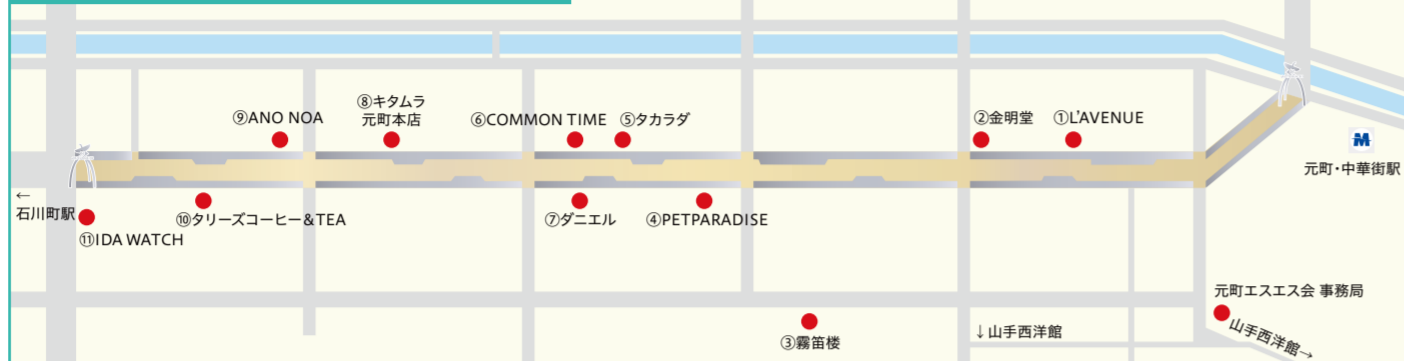 ⑧キタムラ
元町本店
⑨ANO NOA
⑥COMMON TIME
⑤タカラダ
②金明堂
①L'AVENUE
M
元町・中華街駅
←
石川町駅
⑪IDA WATCH
⑩タリーズコーヒー&TEA
⑦ダニエル
④PETPARADISE
③霧笛楼
↓山手西洋館
元町エスエス会 事務局
山手西洋館→